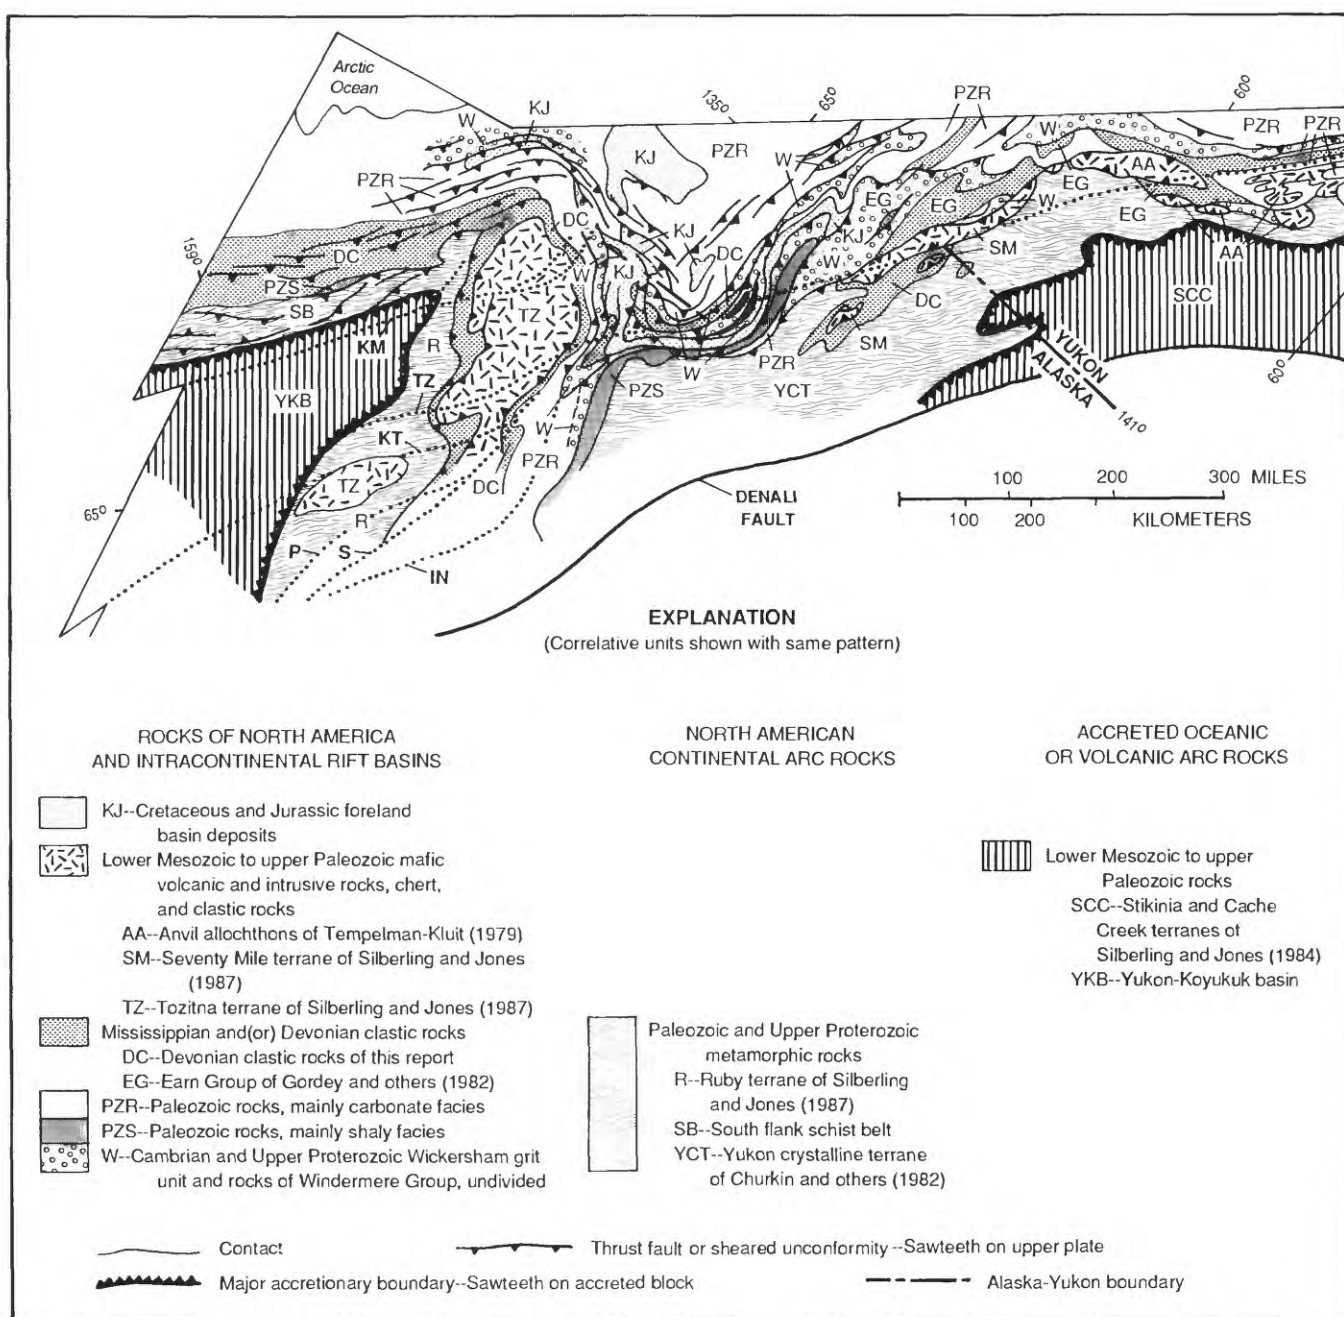 Arctic
Ocean
W
KJ
1350
650
PZR
600
KJ
PZR
W
W
PZR
PZR
AA
PZR
DC
EG
EG
EG
W
EG
KJ
1590
DC
W
KJ
KJ
DC
W
SM
AA
PZS
SB
TZ
DC
SCC
KM
R
SM
YUKON
ALASKA
600
YKB
TZ
W
PZR
PZS
YCT
1410
KT
W
PZR
TZ
DC
DENALI
FAULT
100 200 300 MILES
100 200 KILOMETERS
65o
R
P
S
IN
EXPLANATION
(Correlative units shown with same pattern)
ROCKS OF NORTH AMERICA
AND INTRACONTINENTAL RIFT BASINS
KJ--Cretaceous and Jurassic foreland
basin deposits
Lower Mesozoic to upper Paleozoic mafic
volcanic and intrusive rocks, chert,
and clastic rocks
AA--Anvil allochthons of Tempelman-Kluit (1979)
SM--Seventy Mile terrane of Silberling and Jones
(1987)
TZ--Tozitna terrane of Silberling and Jones (1987)
Mississippian and(or) Devonian clastic rocks
DC--Devonian clastic rocks of this report
EG--Earn Group of Gordey and others (1982)
PZR--Paleozoic rocks, mainly carbonate facies
PZS--Paleozoic rocks, mainly shaly facies
W--Cambrian and Upper Proterozoic Wickersham grit
unit and rocks of Windermere Group, undivided
NORTH AMERICAN
CONTINENTAL ARC ROCKS
Paleozoic and Upper Proterozoic
metamorphic rocks
R--Ruby terrane of Silberling
and Jones (1987)
SB--South flank schist belt
YCT--Yukon crystalline terrane
of Churkin and others (1982)
ACCRETED OCEANIC
OR VOLCANIC ARC ROCKS
Lower Mesozoic to upper
Paleozoic rocks
SCC--Stikinia and Cache
Creek terranes of
Silberling and Jones (1984)
YKB--Yukon-Koyukuk basin
Contact
Thrust fault or sheared unconformity--Sawteeth on upper plate
Major accretionary boundary--Sawteeth on accreted block
Alaska-Yukon boundary